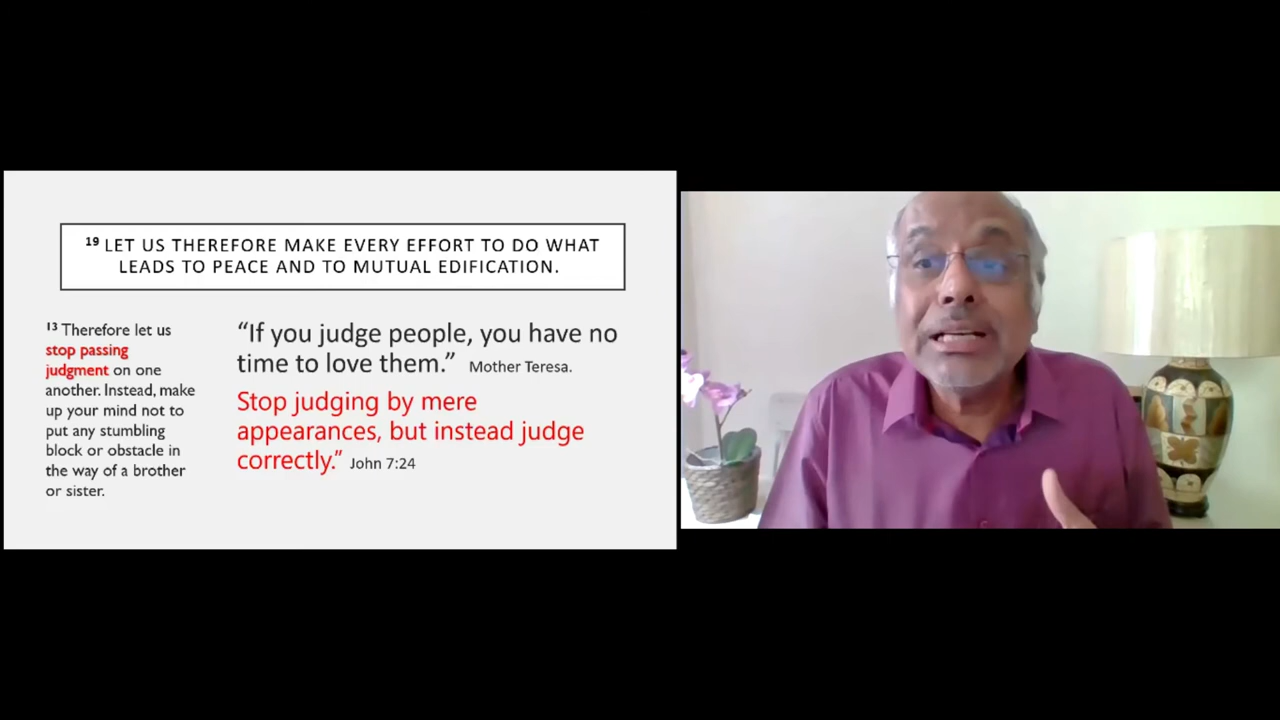 19 LET US THEREFORE MAKE EVERY EFFORT TO DO WHAT
LEADS TO PEACE AND TO MUTUAL EDIFICATION.
13 Therefore let us
stop passing
judgment on one
another. Instead, make
up your mind not to
put any stumbling
block or obstacle in
the way of a brother
or sister.
“If you judge people, you have no
time to love them.” Mother Teresa.
Stop judging by mere
appearances, but instead judge
correctly.” John 7:24